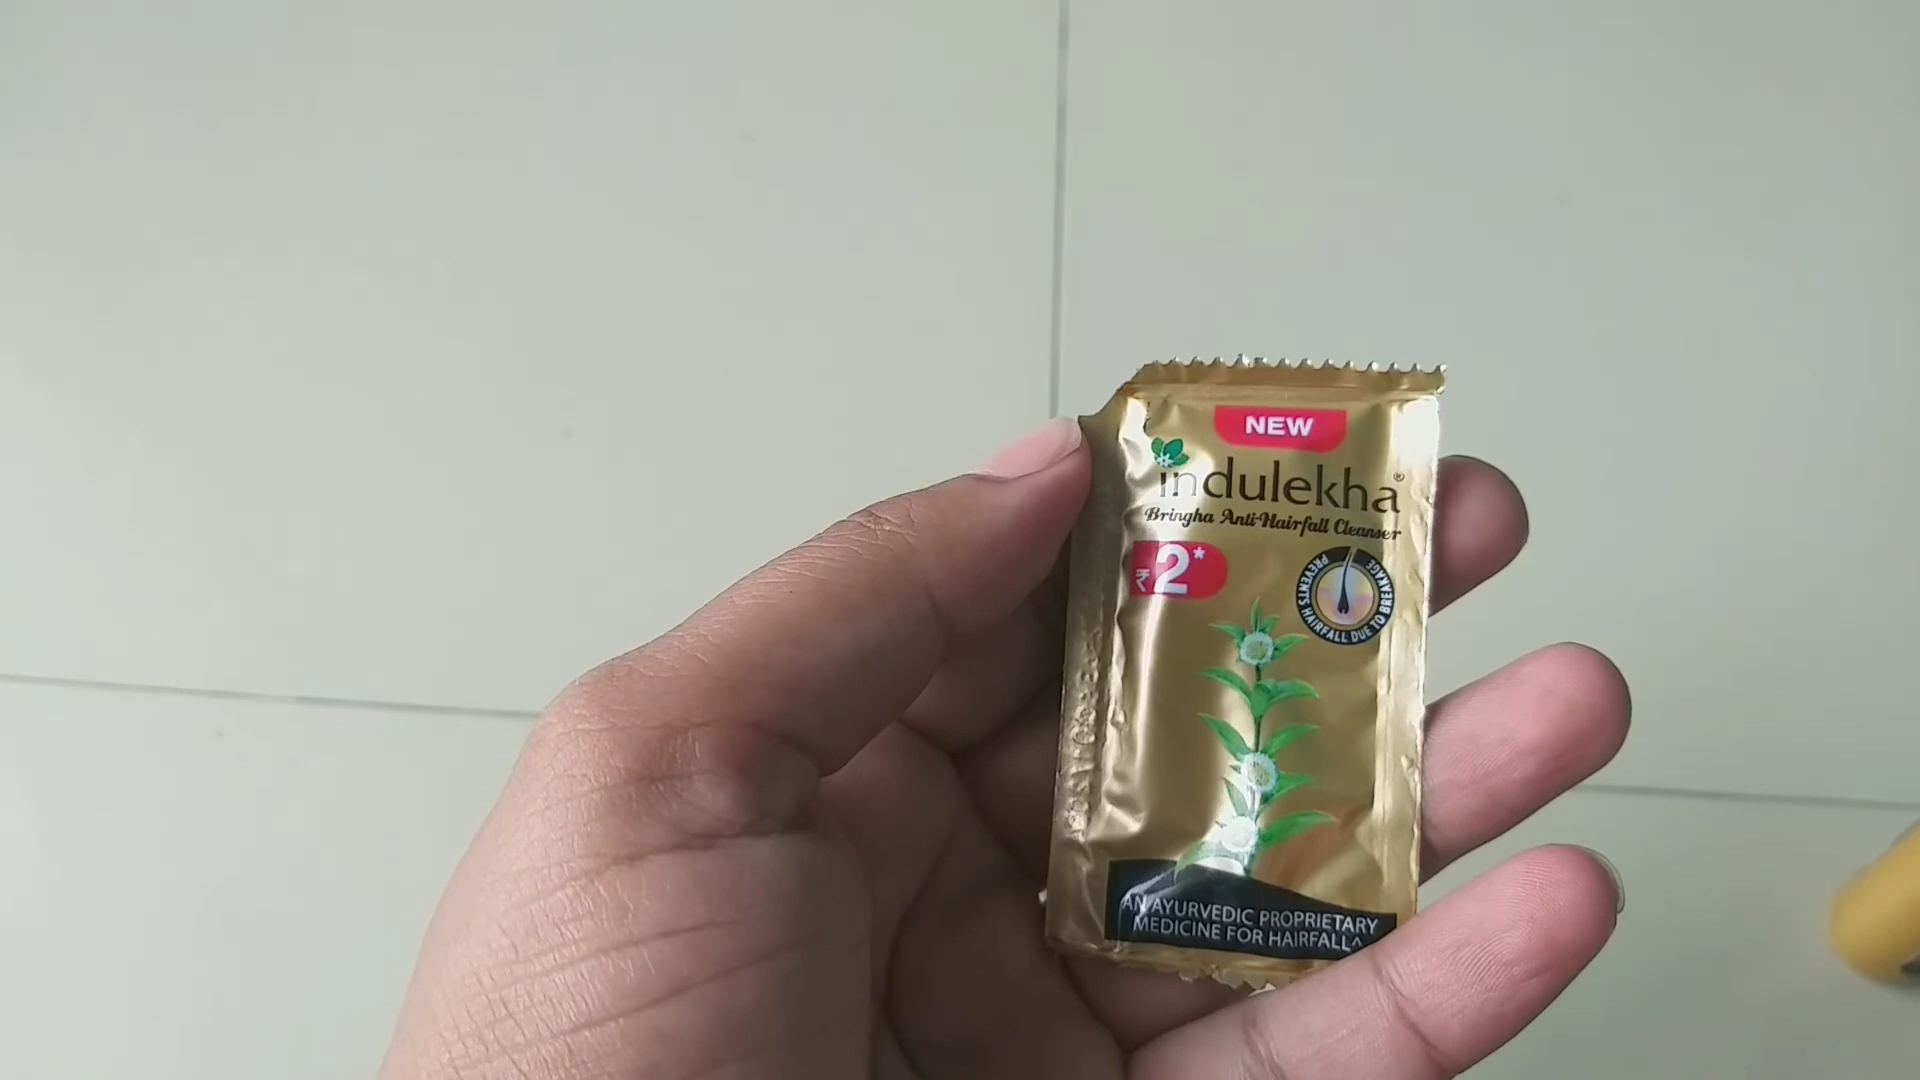 NEW
indulekha®
Bringha Anti-Hairfall Cleanser
₹2*
PREVENTS HAIRFALL DUE TO BREAKAGE
AN AYURVEDIC PROPRIETARY
MEDICINE FOR HAIRFALL^